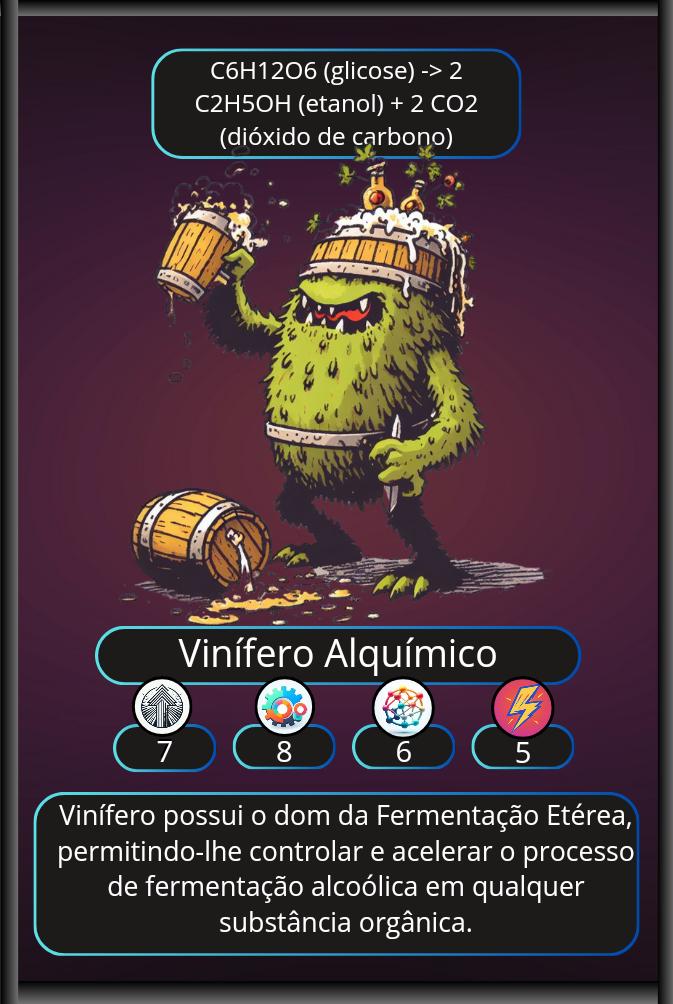 C6H12O6 (glicose) -> 2
C2H5OH (etanol) + 2 CO2
(dióxido de carbono)
Vinífero Alquímico
7 8 6 5
Vinífero possui o dom da Fermentação Etérea,
permitindo-lhe controlar e acelerar o processo
de fermentação alcoólica em qualquer
substância orgânica.